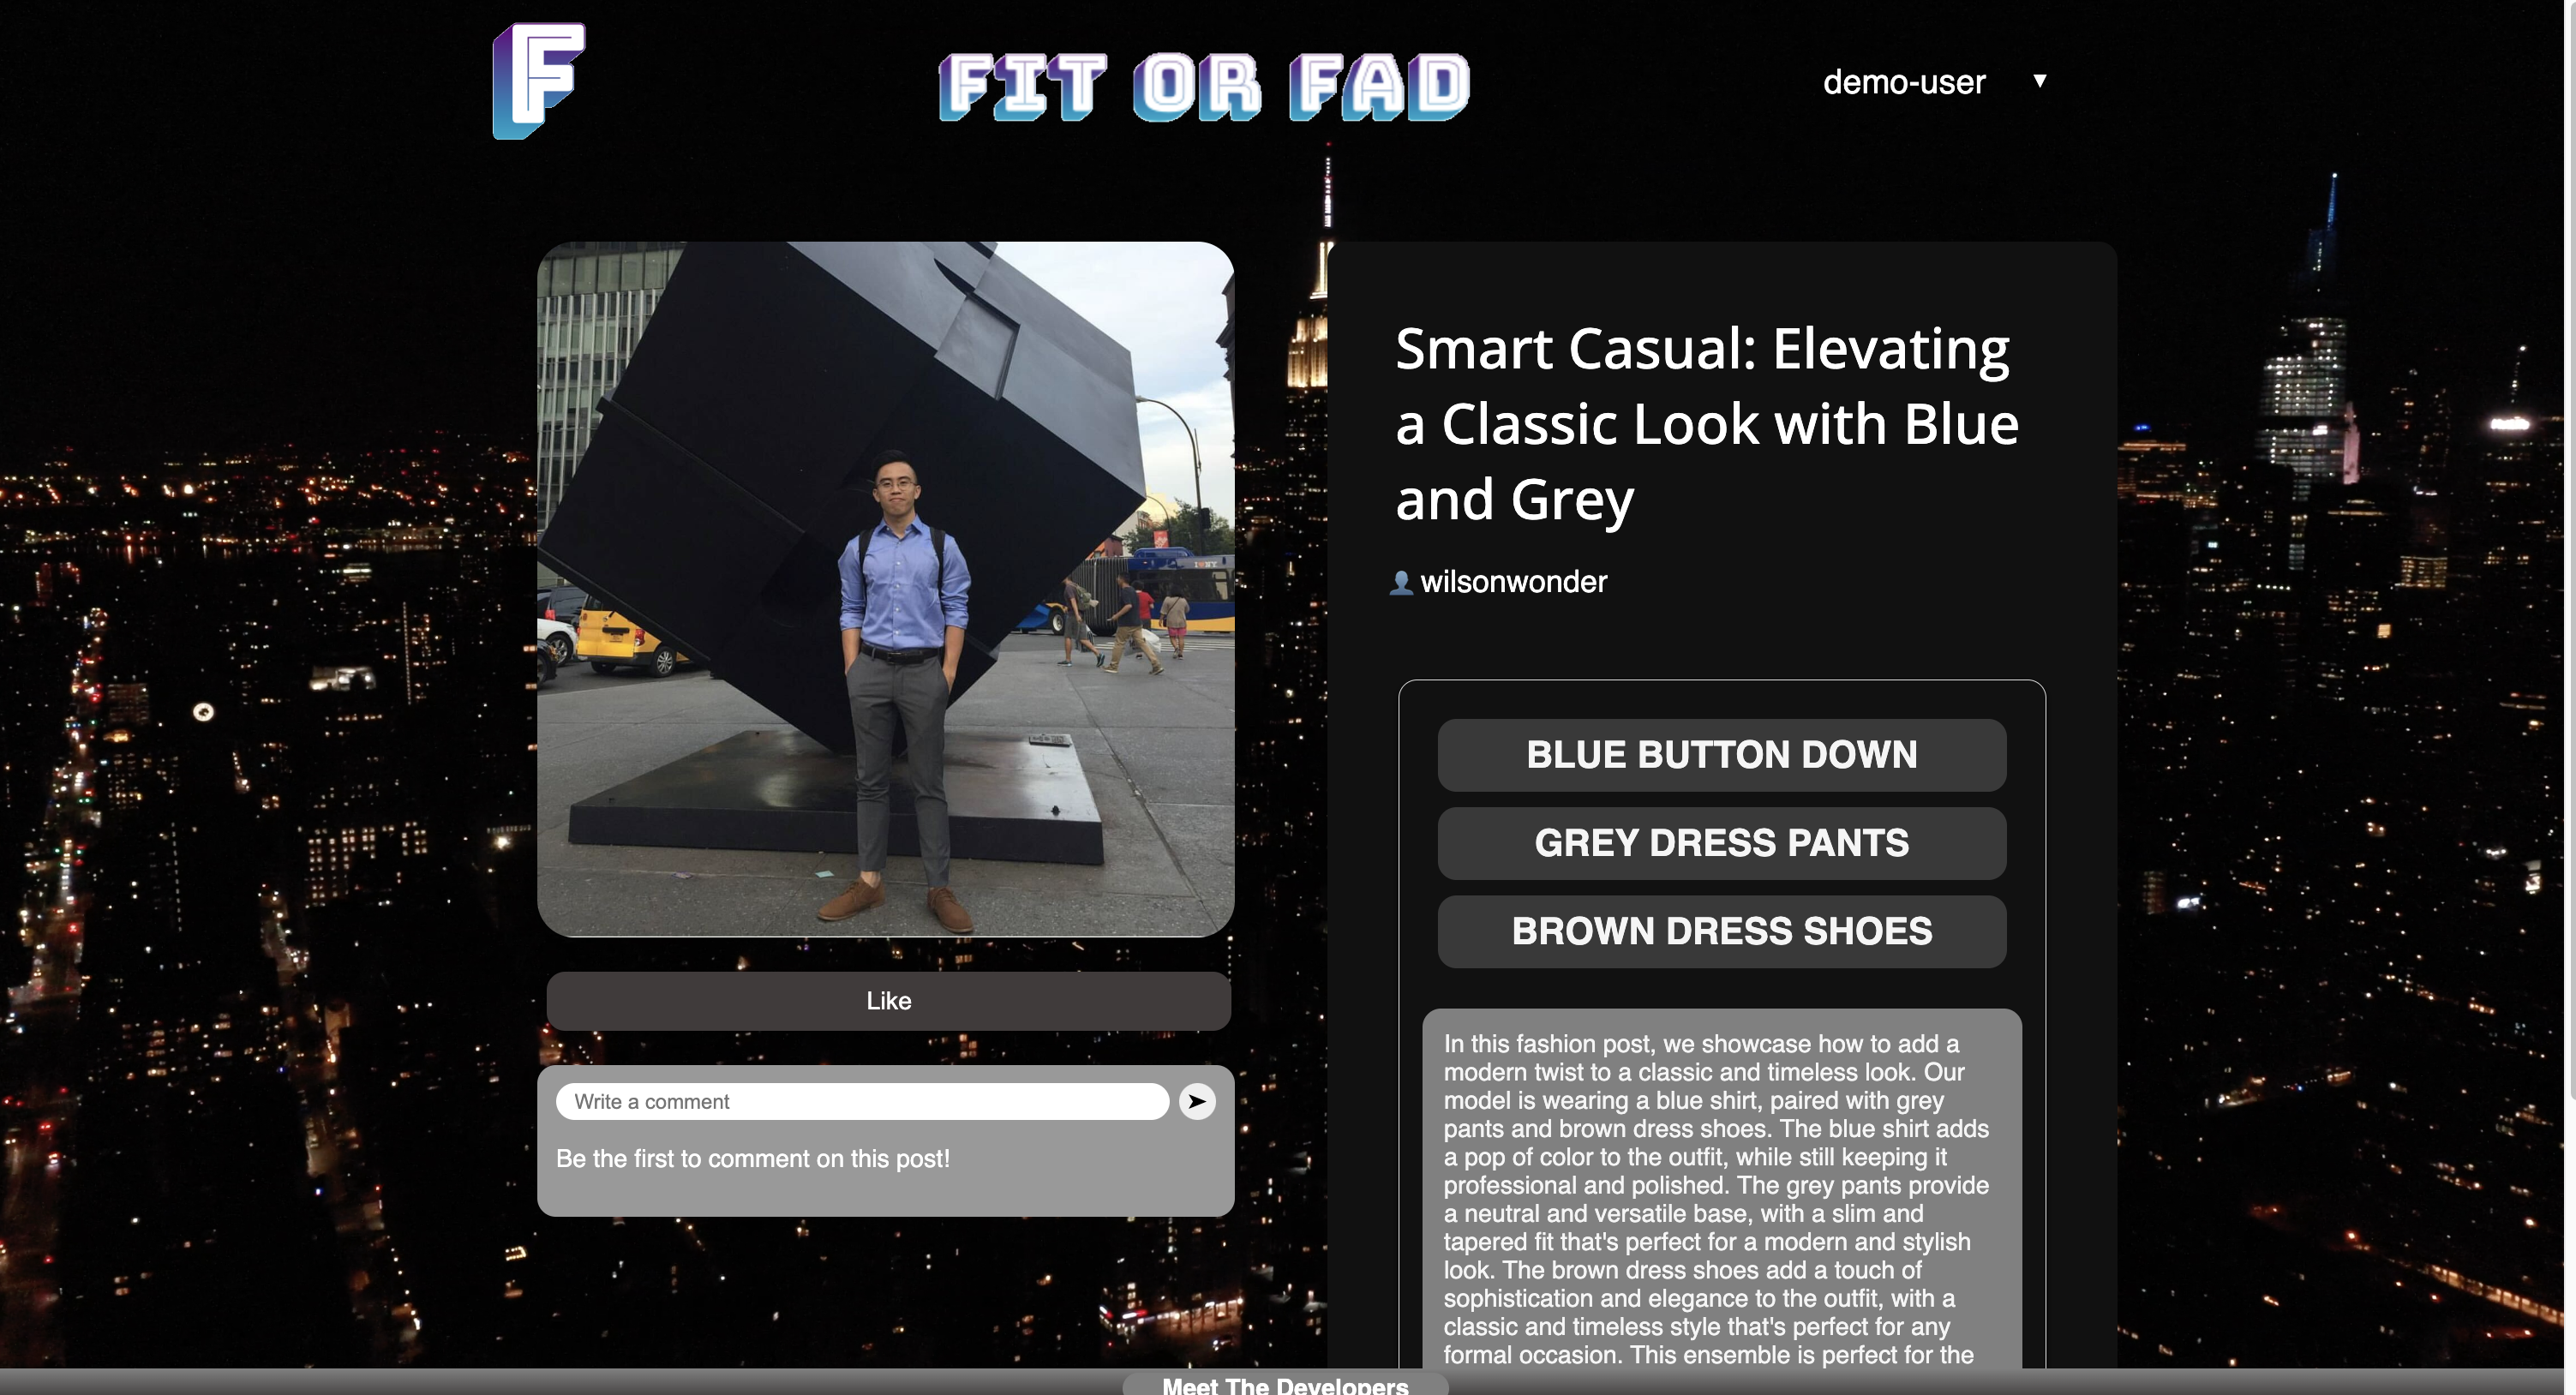 F
FIT OR FAD
demo-user ▼
Smart Casual: Elevating
a Classic Look with Blue
and Grey
wilsonwonder
BLUE BUTTON DOWN
GREY DRESS PANTS
BROWN DRESS SHOES
Like
Write a comment
Be the first to comment on this post!
In this fashion post, we showcase how to add a
modern twist to a classic and timeless look. Our
model is wearing a blue shirt, paired with grey
pants and brown dress shoes. The blue shirt adds
a pop of color to the outfit, while still keeping it
professional and polished. The grey pants provide
a neutral and versatile base, with a slim and
tapered fit that's perfect for a modern and stylish
look. The brown dress shoes add a touch of
sophistication and elegance to the outfit, with a
classic and timeless style that's perfect for any
formal occasion. This ensemble is perfect for the
Meet The Developers